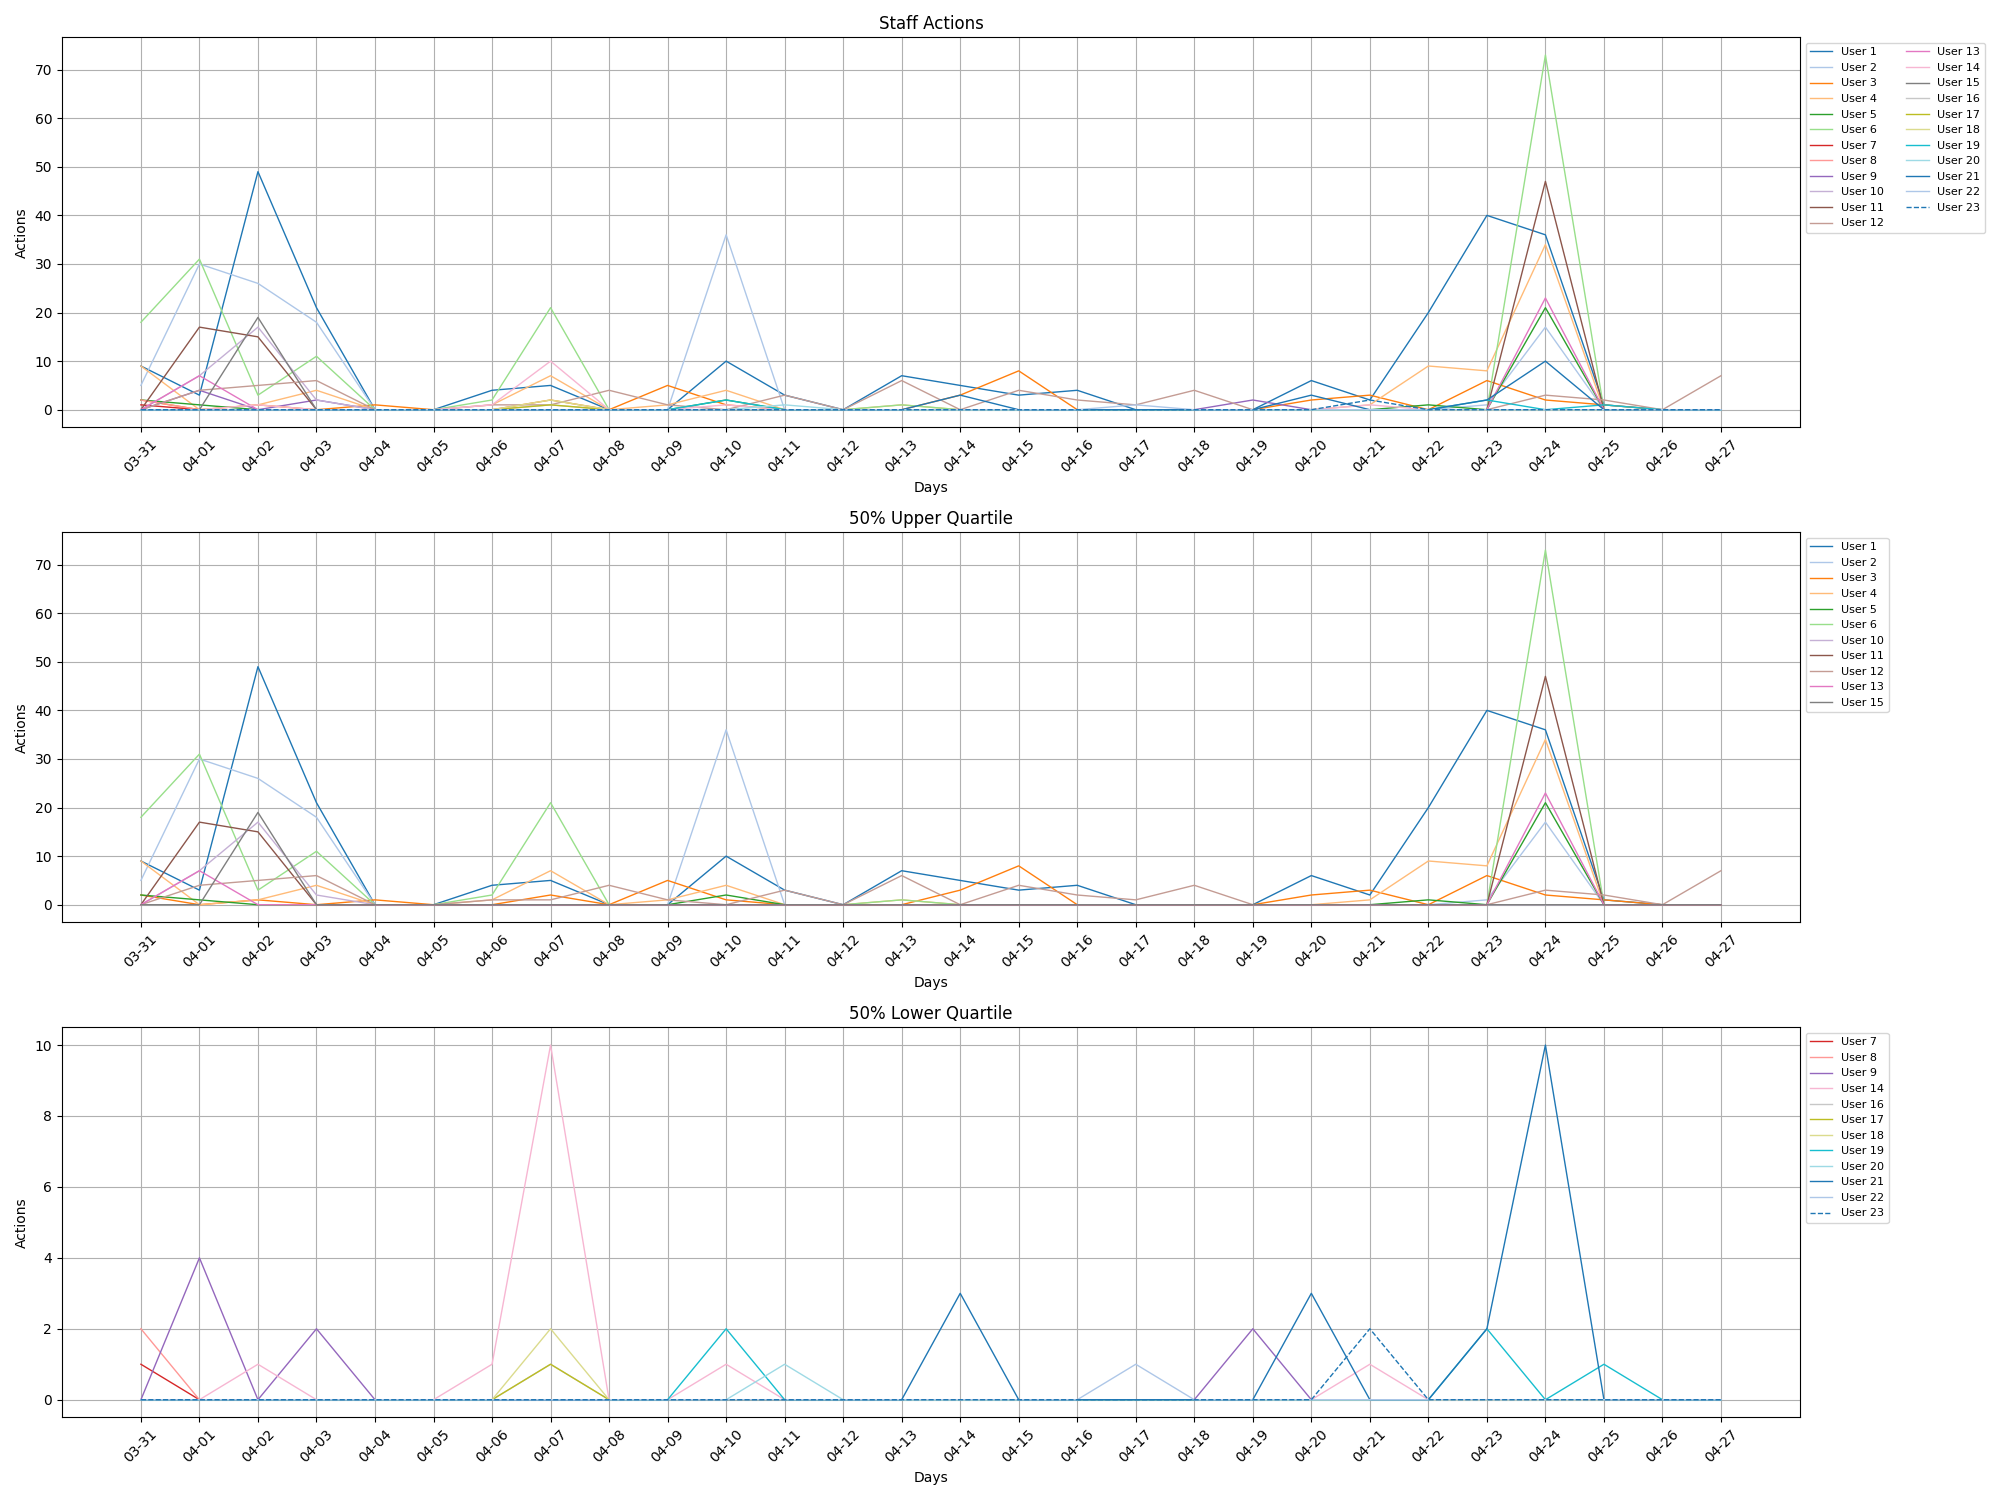 Staff Actions
Actions
70
60
50
40
30
20
10
0
03-31 04-01 04-02 04-03 04-04 04-05 04-06 04-07 04-08 04-09 04-10 04-11 04-12 04-13 04-14 04-15 04-16 04-17 04-18 04-19 04-20 04-21 04-22 04-23 04-24 04-25 04-26 04-27
Days
User 1
User 2
User 3
User 4
User 5
User 6
User 7
User 8
User 9
User 10
User 11
User 12
User 13
User 14
User 15
User 16
User 17
User 18
User 19
User 20
User 21
User 22
User 23
50% Upper Quartile
Actions
70
60
50
40
30
20
10
0
03-31 04-01 04-02 04-03 04-04 04-05 04-06 04-07 04-08 04-09 04-10 04-11 04-12 04-13 04-14 04-15 04-16 04-17 04-18 04-19 04-20 04-21 04-22 04-23 04-24 04-25 04-26 04-27
Days
User 1
User 2
User 3
User 4
User 5
User 6
User 10
User 11
User 12
User 13
User 15
50% Lower Quartile
Actions
10
8
6
4
2
0
03-31 04-01 04-02 04-03 04-04 04-05 04-06 04-07 04-08 04-09 04-10 04-11 04-12 04-13 04-14 04-15 04-16 04-17 04-18 04-19 04-20 04-21 04-22 04-23 04-24 04-25 04-26 04-27
Days
User 7
User 8
User 9
User 14
User 16
User 17
User 18
User 19
User 20
User 21
User 22
User 23